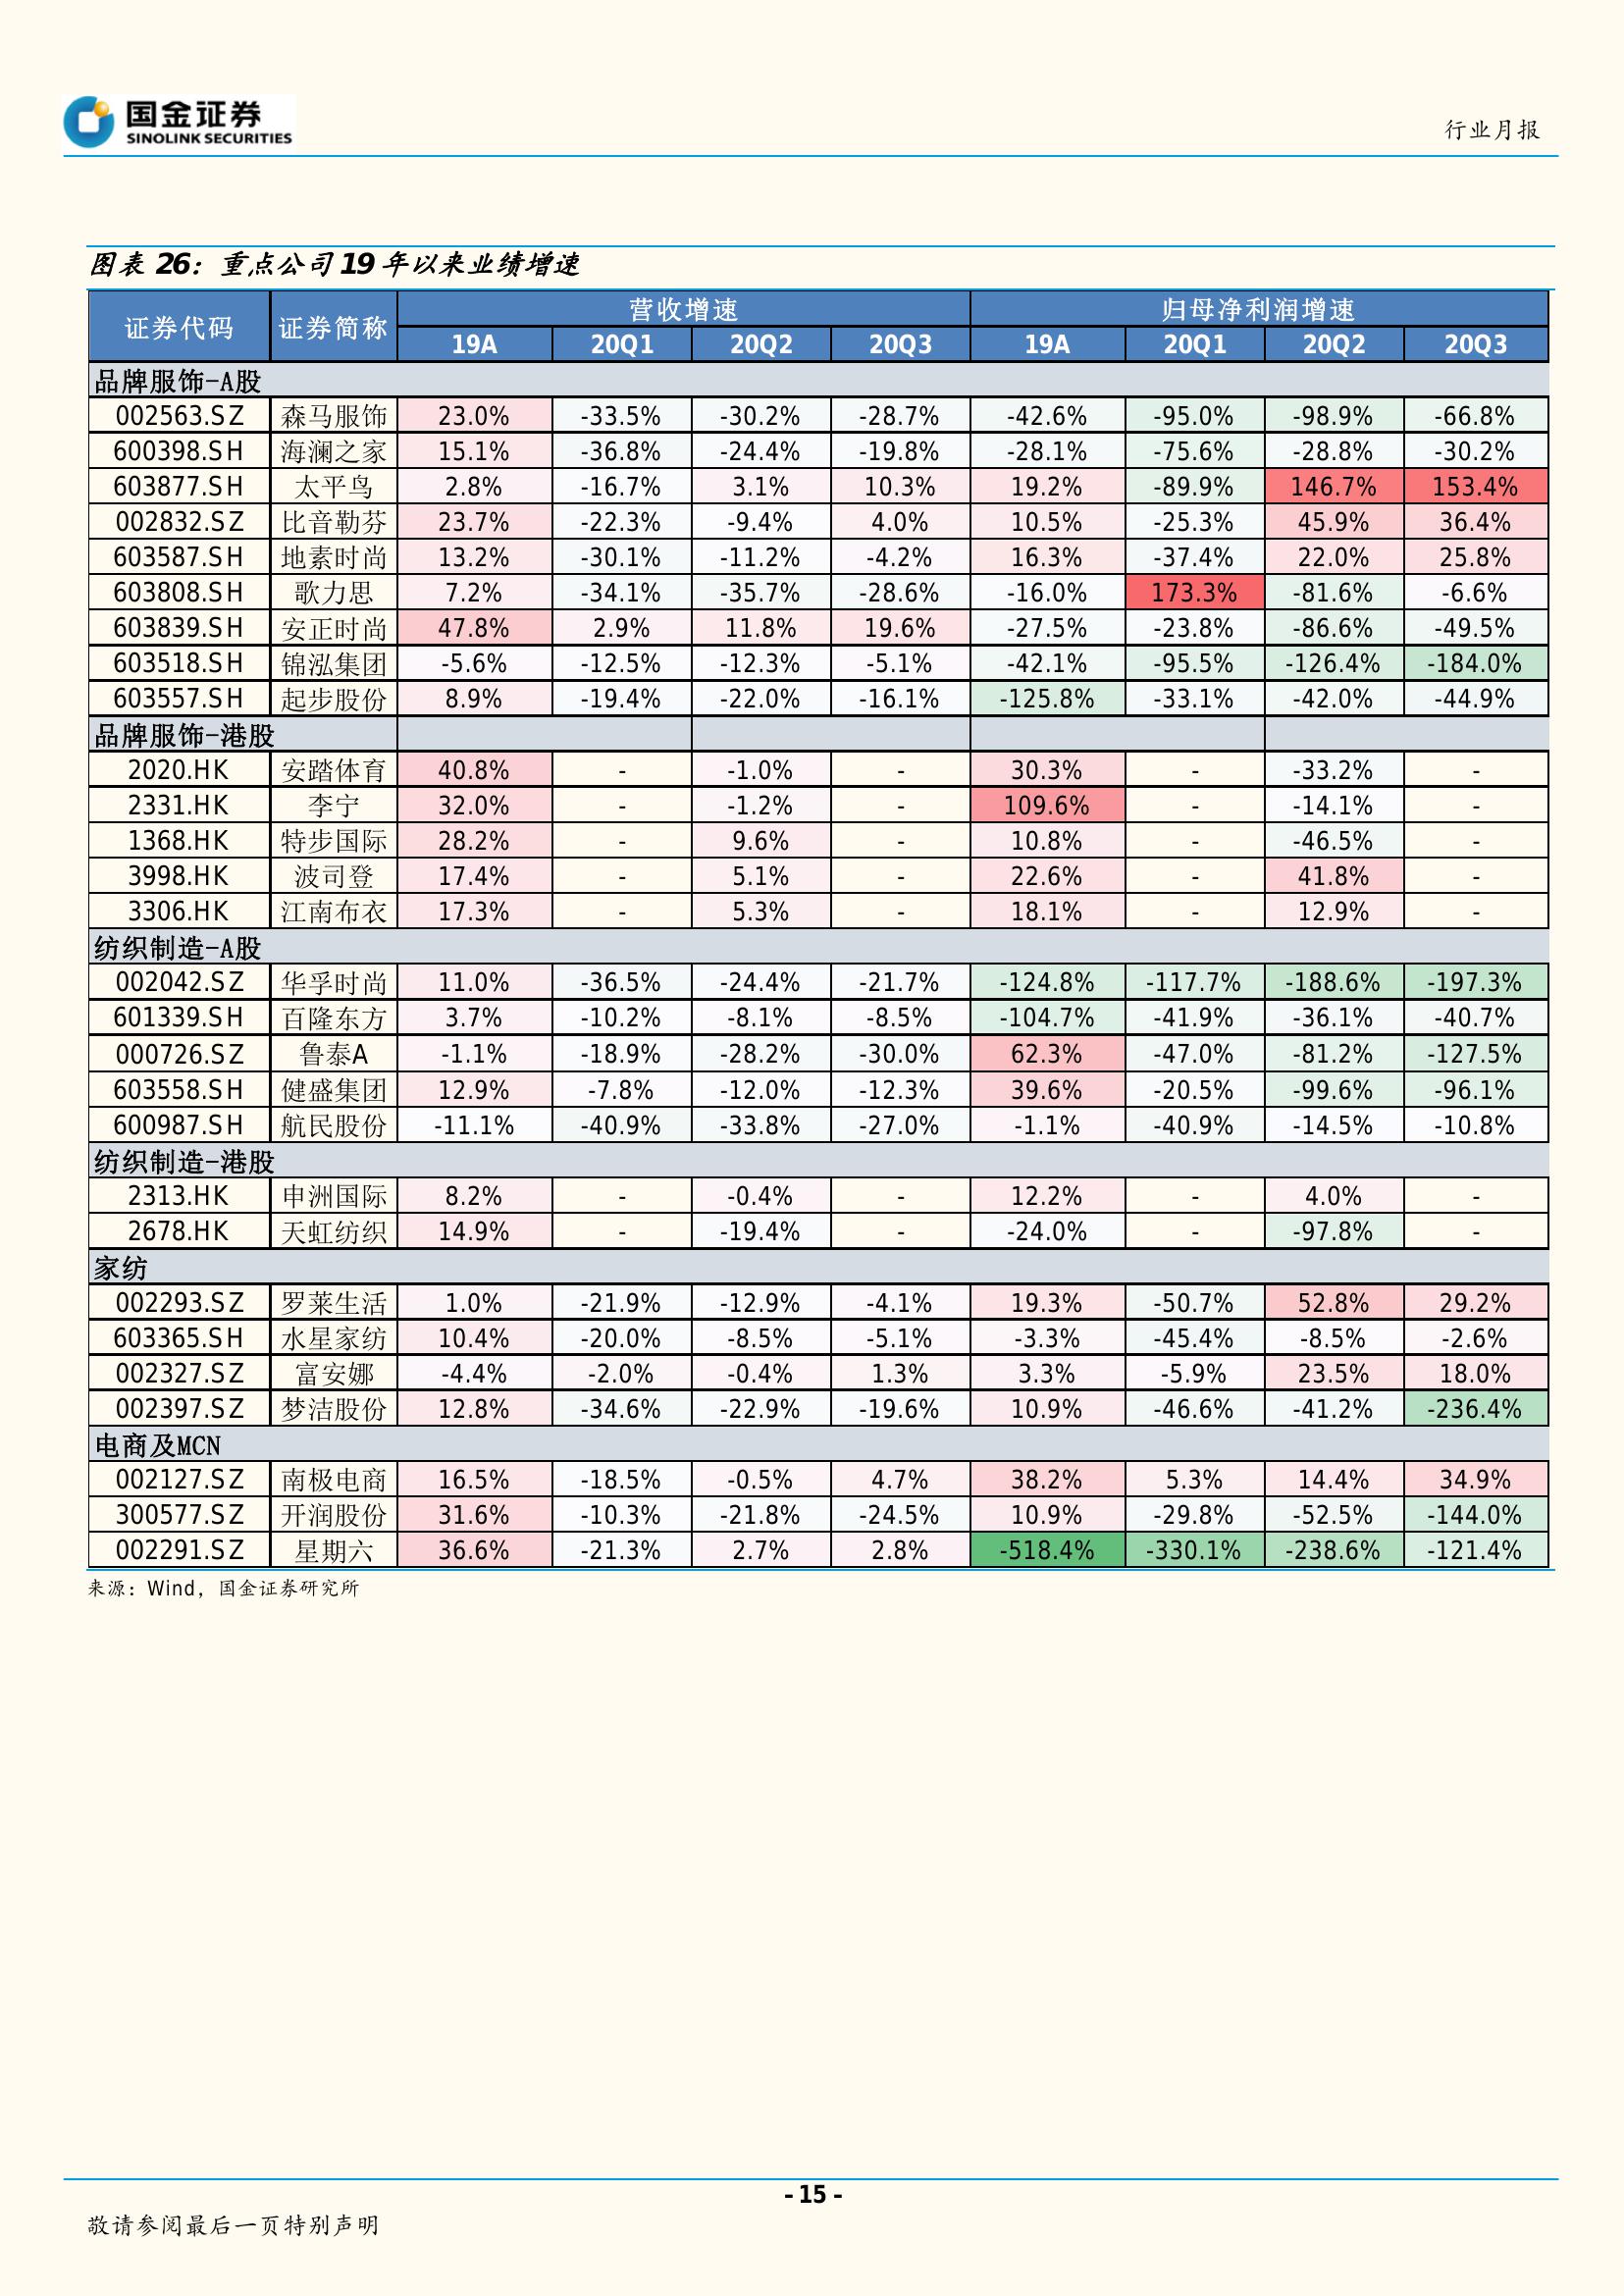 国金证券
SINOLINK SECURITIES
行业月报
图表 26：重点公司 19 年以来业绩增速
证券代码 证券简称 营收增速 归母净利润增速
19A 20Q1 20Q2 20Q3 19A 20Q1 20Q2 20Q3
品牌服饰-A股
002563.SZ 森马服饰 23.0% -33.5% -30.2% -28.7% -42.6% -95.0% -98.9% -66.8%
600398.SH 海澜之家 15.1% -36.8% -24.4% -19.8% -28.1% -75.6% -28.8% -30.2%
603877.SH 太平鸟 2.8% -16.7% 3.1% 10.3% 19.2% -89.9% 146.7% 153.4%
002832.SZ 比音勒芬 23.7% -22.3% -9.4% 4.0% 10.5% -25.3% 45.9% 36.4%
603587.SH 地素时尚 13.2% -30.1% -11.2% -4.2% 16.3% -37.4% 22.0% 25.8%
603808.SH 歌力思 7.2% -34.1% -35.7% -28.6% -16.0% 173.3% -81.6% -6.6%
603839.SH 安正时尚 47.8% 2.9% 11.8% 19.6% -27.5% -23.8% -86.6% -49.5%
603518.SH 锦泓集团 -5.6% -12.5% -12.3% -5.1% -42.1% -95.5% -126.4% -184.0%
603557.SH 起步股份 8.9% -19.4% -22.0% -16.1% -125.8% -33.1% -42.0% -44.9%
品牌服饰-港股
2020.HK 安踏体育 40.8% - -1.0% - 30.3% - -33.2% -
2331.HK 李宁 32.0% - -1.2% - 109.6% - -14.1% -
1368.HK 特步国际 28.2% - 9.6% - 10.8% - -46.5% -
3998.HK 波司登 17.4% - 5.1% - 22.6% - 41.8% -
3306.HK 江南布衣 17.3% - 5.3% - 18.1% - 12.9% -
纺织制造-A股
002042.SZ 华孚时尚 11.0% -36.5% -24.4% -21.7% -124.8% -117.7% -188.6% -197.3%
601339.SH 百隆东方 3.7% -10.2% -8.1% -8.5% -104.7% -41.9% -36.1% -40.7%
000726.SZ 鲁泰A -1.1% -18.9% -28.2% -30.0% 62.3% -47.0% -81.2% -127.5%
603558.SH 健盛集团 12.9% -7.8% -12.0% -12.3% 39.6% -20.5% -99.6% -96.1%
600987.SH 航民股份 -11.1% -40.9% -33.8% -27.0% -1.1% -40.9% -14.5% -10.8%
纺织制造-港股
2313.HK 申洲国际 8.2% - -0.4% - 12.2% - 4.0% -
2678.HK 天虹纺织 14.9% - -19.4% - -24.0% - -97.8% -
家纺
002293.SZ 罗莱生活 1.0% -21.9% -12.9% -4.1% 19.3% -50.7% 52.8% 29.2%
603365.SH 水星家纺 10.4% -20.0% -8.5% -5.1% -3.3% -45.4% -8.5% -2.6%
002327.SZ 富安娜 -4.4% -2.0% -0.4% 1.3% 3.3% -5.9% 23.5% 18.0%
002397.SZ 梦洁股份 12.8% -34.6% -22.9% -19.6% 10.9% -46.6% -41.2% -236.4%
电商及MCN
002127.SZ 南极电商 16.5% -18.5% -0.5% 4.7% 38.2% 5.3% 14.4% 34.9%
300577.SZ 开润股份 31.6% -10.3% -21.8% -24.5% 10.9% -29.8% -52.5% -144.0%
002291.SZ 星期六 36.6% -21.3% 2.7% 2.8% -518.4% -330.1% -238.6% -121.4%
来源：Wind，国金证券研究所
- 15 -
敬请参阅最后一页特别声明